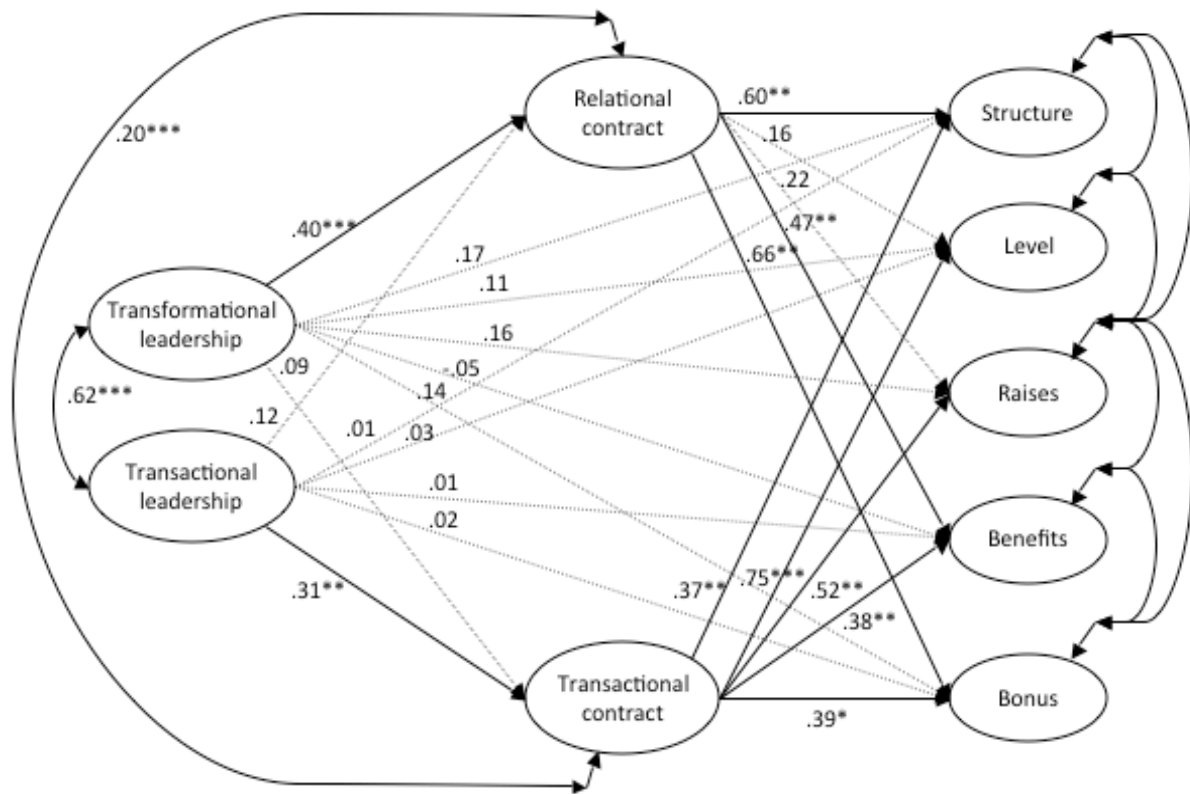 Relational
contract
.60**
Structure
.20***
.16
.22
.40***
.47**
Level
.17
.66**
.11
Transformational
leadership
.16
.09
-.05
.14
Raises
.62***
.12
.01
.03
Transactional
leadership
.01
.02
Benefits
.31**
.37**
.75***
.52**
.38**
Transactional
contract
.39*
Bonus